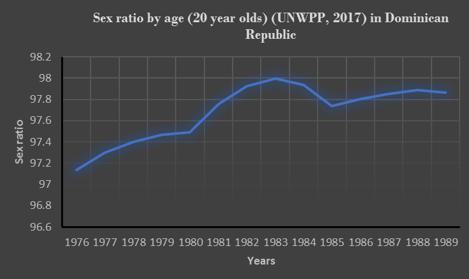 Sex ratio by age (20 year olds) (UNWPP, 2017) in Dominican
Republic
98.2
98
97.8
97.6
97.4
97.2
97
96.8
96.6
Sex ratio
1976 1977 1978 1979 1980 1981 1982 1983 1984 1985 1986 1987 1988 1989
Years